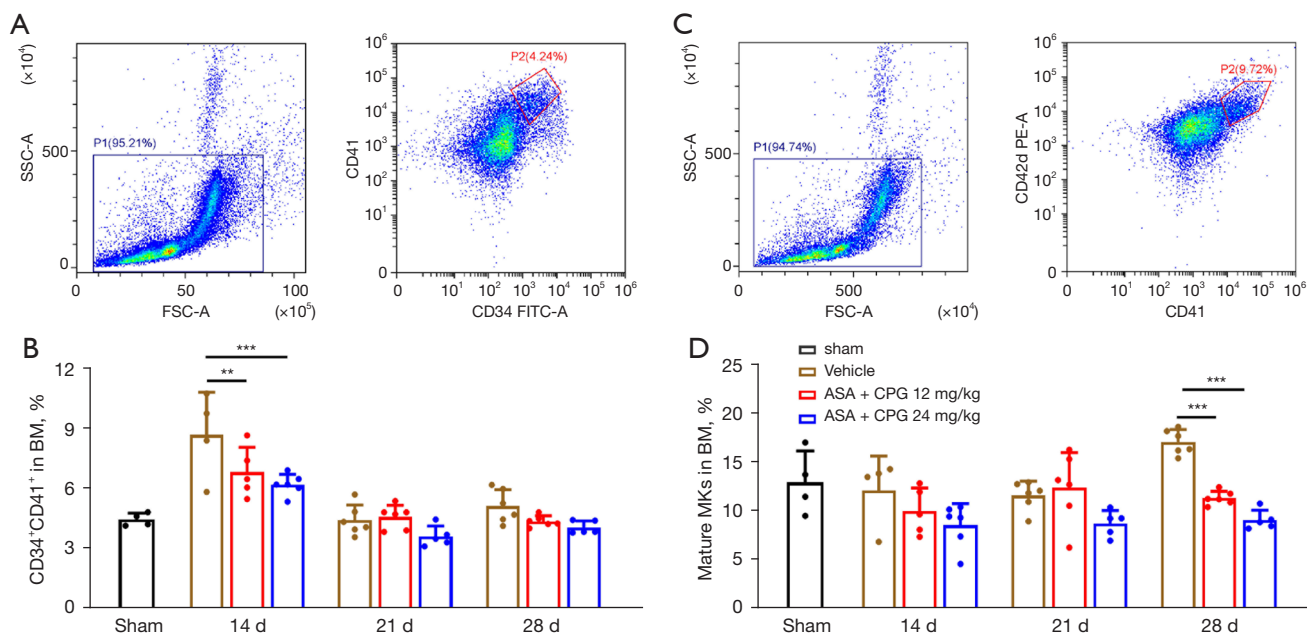 A
(×10⁴)
SSC-A
500
0
P1(95.21%)
0
50
100
FSC-A
(×10⁵)
CD41
10⁶
10⁵
10⁴
10³
10²
10¹
0
P2(4.24%)
0
10¹
10²
10³
10⁴
10⁵
10⁶
CD34 FITC-A
C
(×10⁴)
SSC-A
500
0
P1(94.74%)
0
500
FSC-A
(×10⁴)
CD42d PE-A
10⁶
10⁵
10⁴
10³
10²
10¹
0
P2(9.72%)
0
10¹
10²
10³
10⁴
10⁵
10⁶
CD41
B
CD34⁺CD41⁺ in BM, %
12
9
6
3
0
***
**
Sham
14 d
21 d
28 d
D
Mature MKs in BM, %
25
20
15
10
5
0
sham
Vehicle
ASA + CPG 12 mg/kg
ASA + CPG 24 mg/kg
***
***
Sham
14 d
21 d
28 d